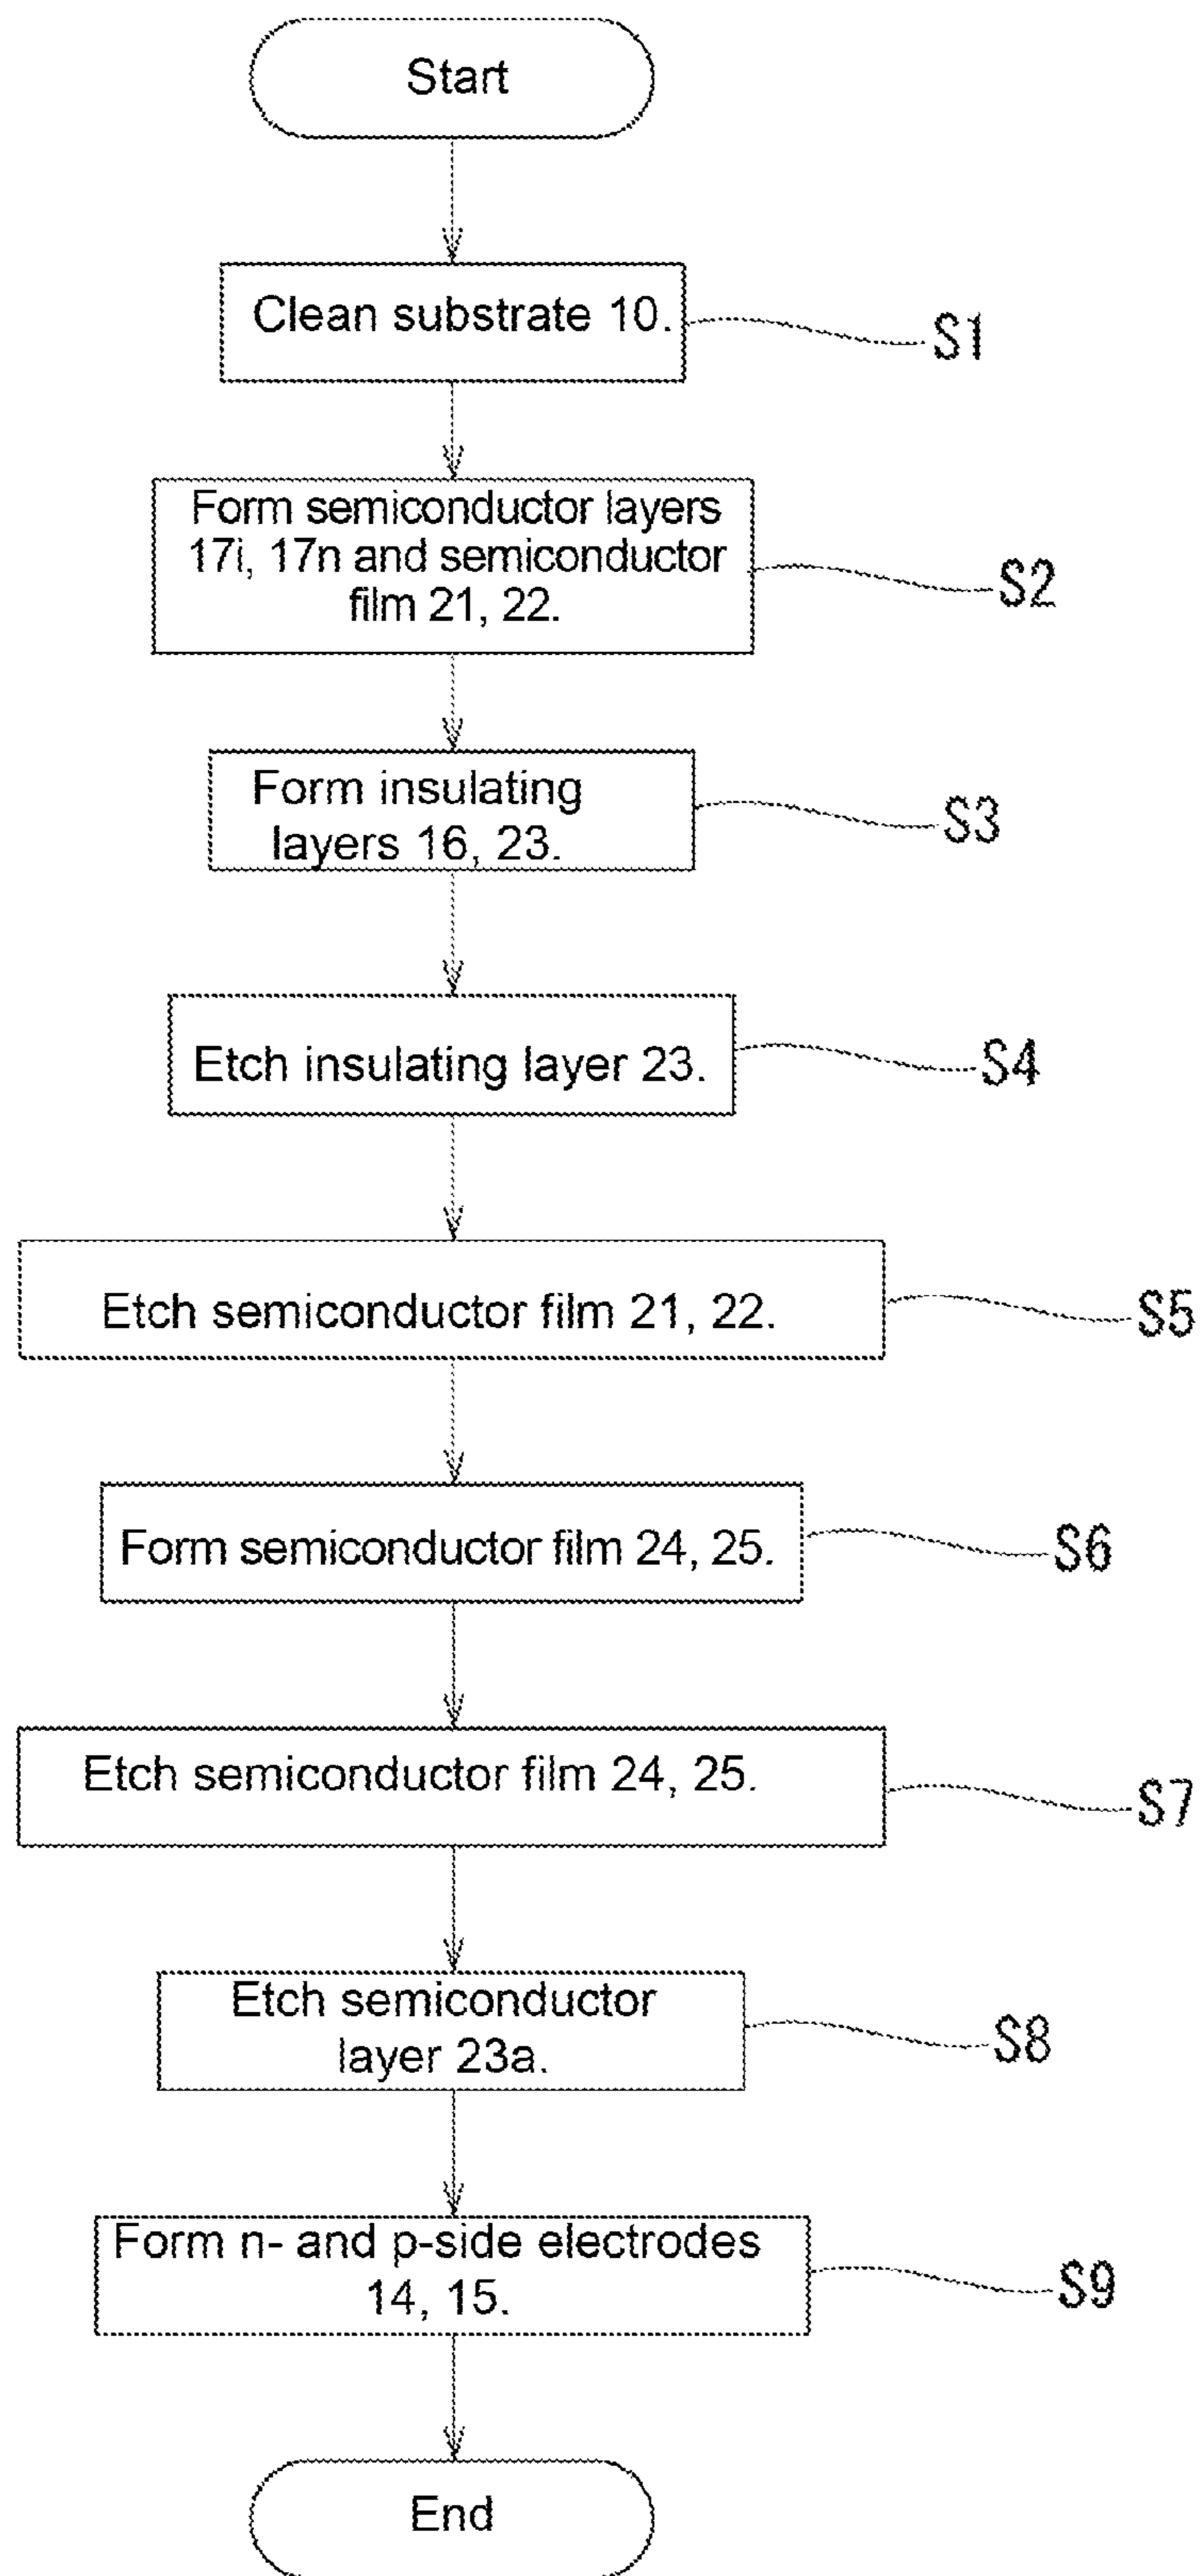 Start
Clean substrate 10.
S1
Form semiconductor layers
17i, 17n and semiconductor
film 21, 22.
S2
Form insulating
layers 16, 23.
S3
Etch insulating layer 23.
S4
Etch semiconductor film 21, 22.
S5
Form semiconductor film 24, 25.
S6
Etch semiconductor film 24, 25.
S7
Etch semiconductor
layer 23a.
S8
Form n- and p-side electrodes
14, 15.
S9
End